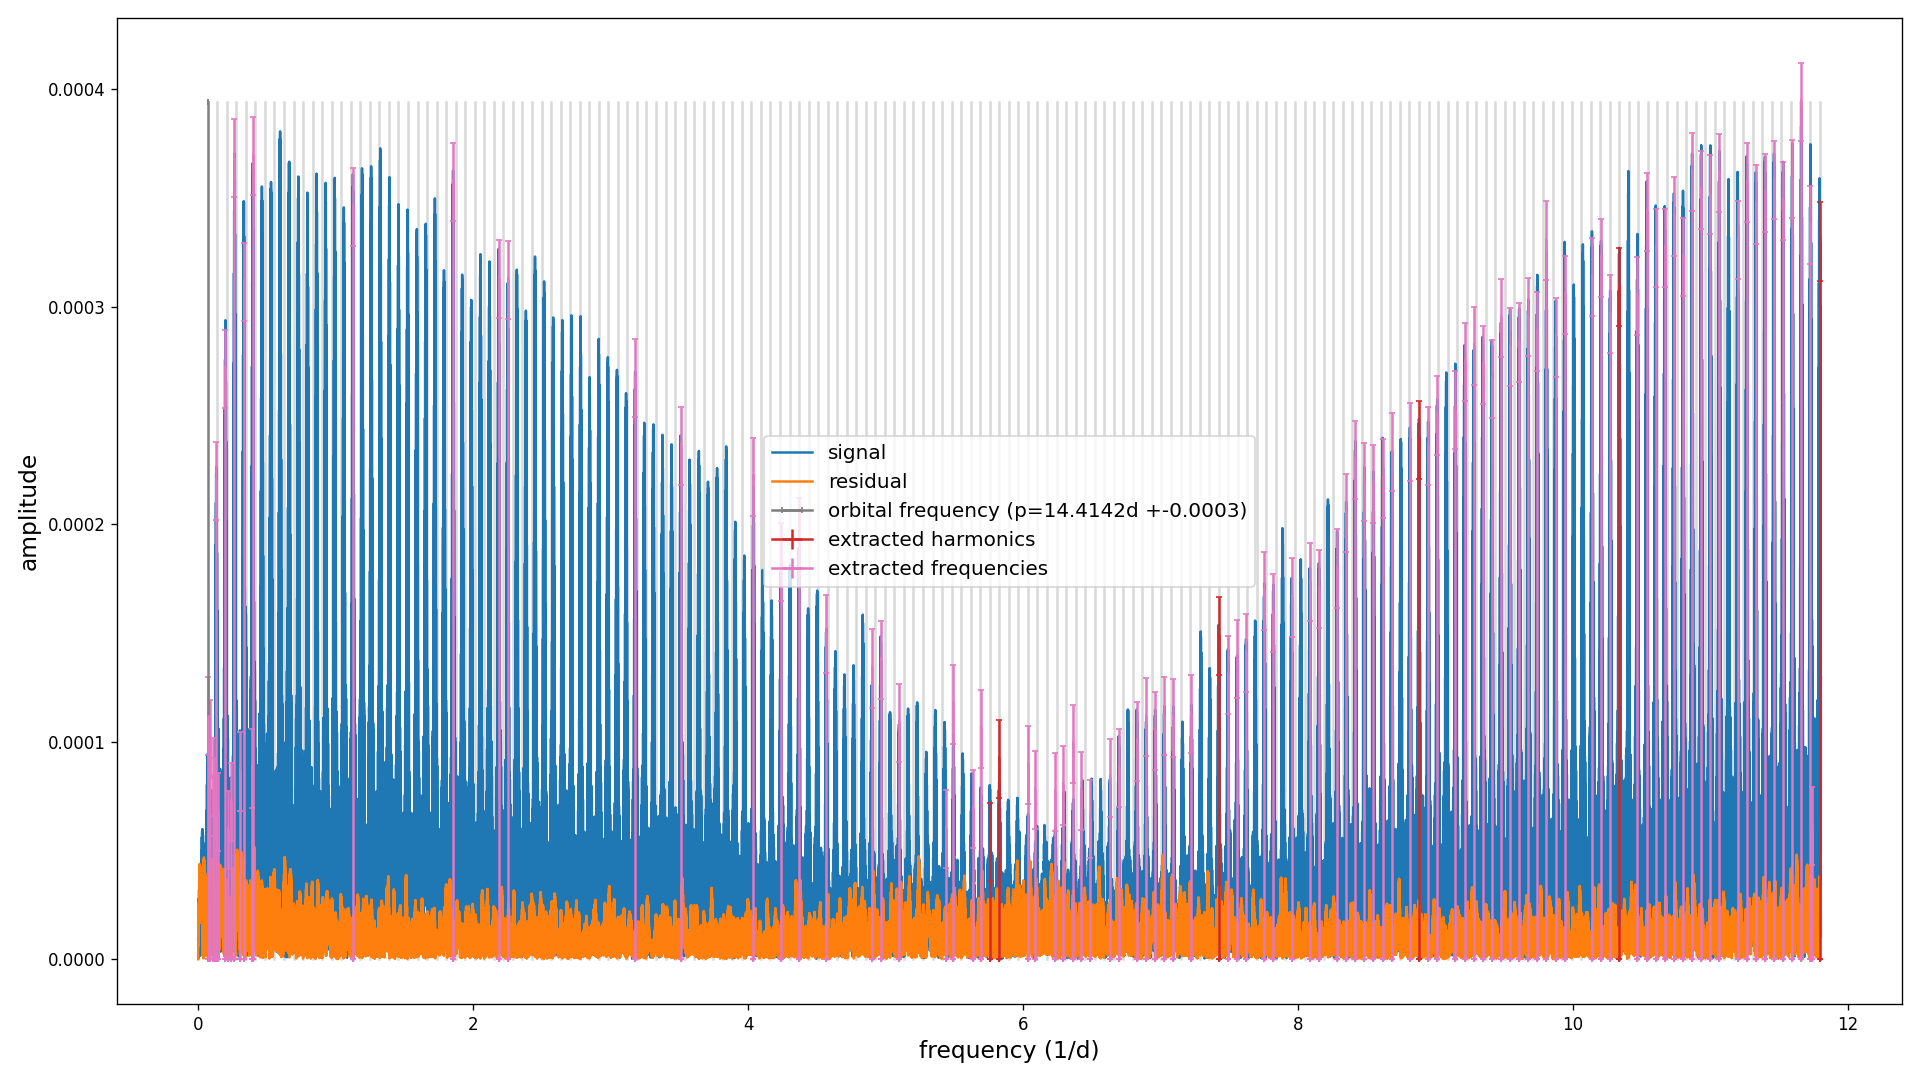 0.0004
0.0003
0.0002
0.0001
0.0000
amplitude
signal
residual
orbital frequency (p=14.4142d +-0.0003)
extracted harmonics
extracted frequencies
0 2 4 6 8 10 12
frequency (1/d)